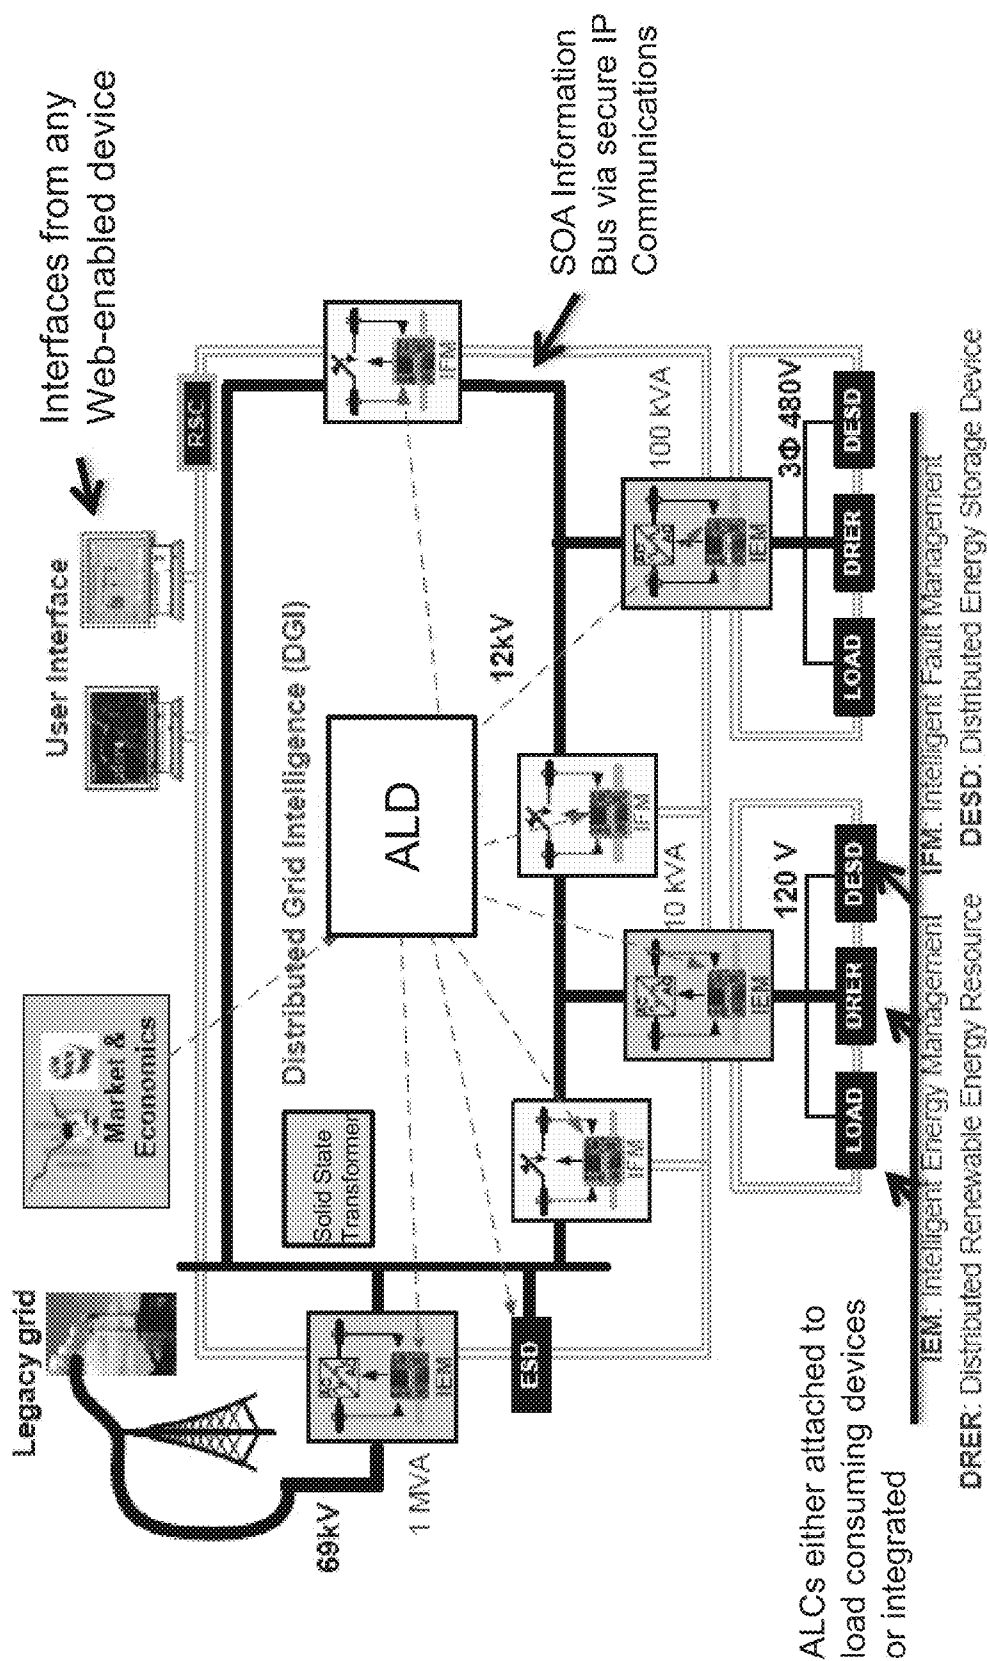 Interfaces from any
Web-enabled device
User Interface
Legacy grid
Market &
Economics
RSC
69kV
1 MVA
IEM
ESD
Solid State
Transformer
Distributed Grid Intelligence (DGI)
ALD
12kV
IFM
IFM
IFM
SOA Information
Bus via secure IP
Communications
10 kVA
IEM
120 V
LOAD
DRER
DESD
100 kVA
IEM
3Φ 480V
LOAD
DRER
DESD
ALCs either attached to
load consuming devices
or integrated
IEM: Intelligent Energy Management IFM: Intelligent Fault Management
DRER: Distributed Renewable Energy Resource DESD: Distributed Energy Storage Device